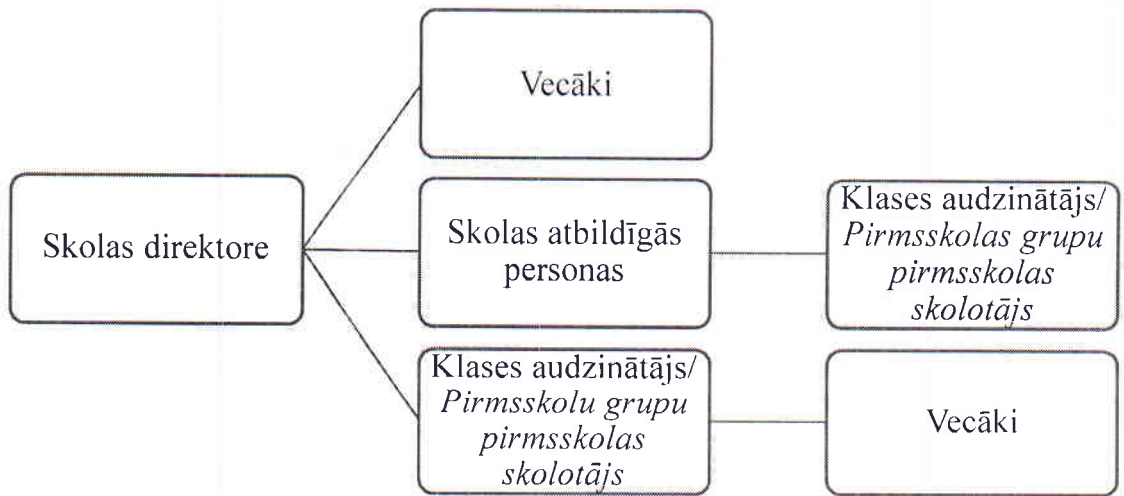 Vecāki
Skolas direktore
Skolas atbildīgās
personas
Klases audzinātājs/
Pirmsskolas grupu
pirmsskolas
skolotājs
Klases audzinātājs/
Pirmsskolu grupu
pirmsskolas
skolotājs
Vecāki